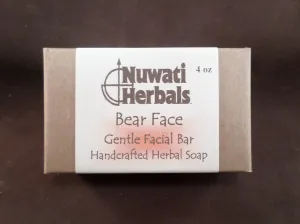 Nuwati
Herbals
4 oz
Bear Face
Gentle Facial Bar
Handcrafted Herbal Soap